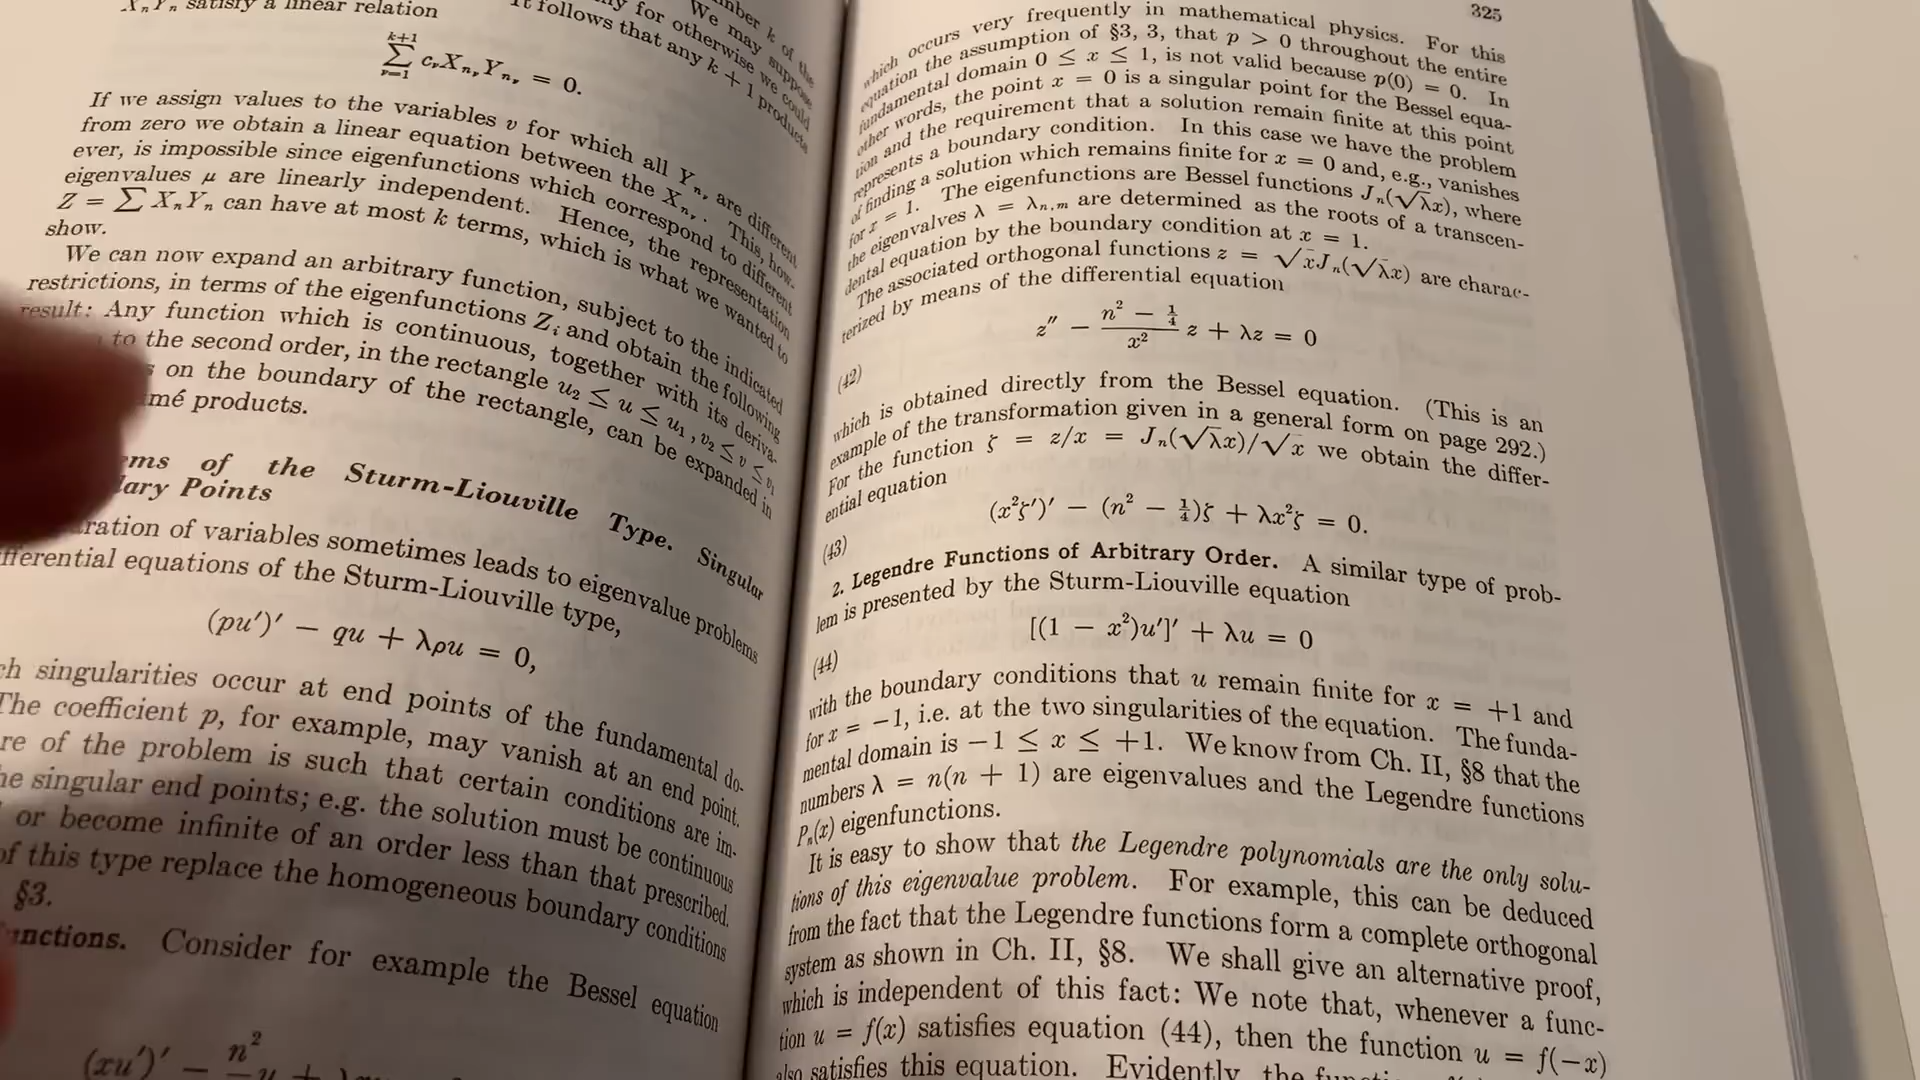 X_n Y_n satisfy a linear relation
\sum_{ν=1}^{k+1} c_ν X_{n_ν} Y_{n_ν} = 0.
If we assign values to the variables v for which all Y_{n_ν} are different
from zero we obtain a linear equation between the X_{n_ν}. This, how-
ever, is impossible since eigenfunctions which correspond to different
eigenvalues μ are linearly independent. Hence, the representation
Z = ∑ X_n Y_n can have at most k terms, which is what we wanted to
show.
We can now expand an arbitrary function, subject to the indicated
restrictions, in terms of the eigenfunctions Z_i and obtain the following
result: Any function which is continuous, together with its deriva-
to the second order, in the rectangle u_2 ≤ u ≤ u_1, v_2 ≤ v ≤ v_1
on the boundary of the rectangle, can be expanded in
mé products.
of the Sturm-Liouville Type. Singular
Points
of variables sometimes leads to eigenvalue problems
differential equations of the Sturm-Liouville type,
(pu')' − qu + λρu = 0,
singularities occur at end points of the fundamental do-
The coefficient p, for example, may vanish at an end point.
of the problem is such that certain conditions are im-
singular end points; e.g. the solution must be continuous
or become infinite of an order less than that prescribed.
of this type replace the homogeneous boundary conditions
§3.
Consider for example the Bessel equation
(xu')' − n²
325
which occurs very frequently in mathematical physics. For this
equation the assumption of §3, 3, that p > 0 throughout the entire
fundamental domain 0 ≤ x ≤ 1, is not valid because p(0) = 0. In
other words, the point x = 0 is a singular point for the Bessel equa-
tion and the requirement that a solution remain finite at this point
represents a boundary condition. In this case we have the problem
of finding a solution which remains finite for x = 0 and, e.g., vanishes
for x = 1. The eigenfunctions are Bessel functions J_n(√λx), where
the eigenvalves λ = λ_{n,m} are determined as the roots of a transcen-
dental equation by the boundary condition at x = 1.
The associated orthogonal functions z = √x J_n(√λx) are charac-
terized by means of the differential equation
(42) z'' − \frac{n² − ¼}{x²} z + λz = 0
which is obtained directly from the Bessel equation. (This is an
example of the transformation given in a general form on page 292.)
For the function ζ = z/x = J_n(√λx)/√x we obtain the differ-
ential equation
(43) (x²ζ')' − (n² − ¼)ζ + λx²ζ = 0.
2. Legendre Functions of Arbitrary Order. A similar type of prob-
lem is presented by the Sturm-Liouville equation
(44) [(1 − x²)u']' + λu = 0
with the boundary conditions that u remain finite for x = +1 and
for x = −1, i.e. at the two singularities of the equation. The funda-
mental domain is −1 ≤ x ≤ +1. We know from Ch. II, §8 that the
numbers λ = n(n + 1) are eigenvalues and the Legendre functions
P_n(x) eigenfunctions.
It is easy to show that the Legendre polynomials are the only solu-
tions of this eigenvalue problem. For example, this can be deduced
from the fact that the Legendre functions form a complete orthogonal
system as shown in Ch. II, §8. We shall give an alternative proof,
which is independent of this fact: We note that, whenever a func-
tion u = f(x) satisfies equation (44), then the function u = f(−x)
also satisfies this equation. Evidently, the